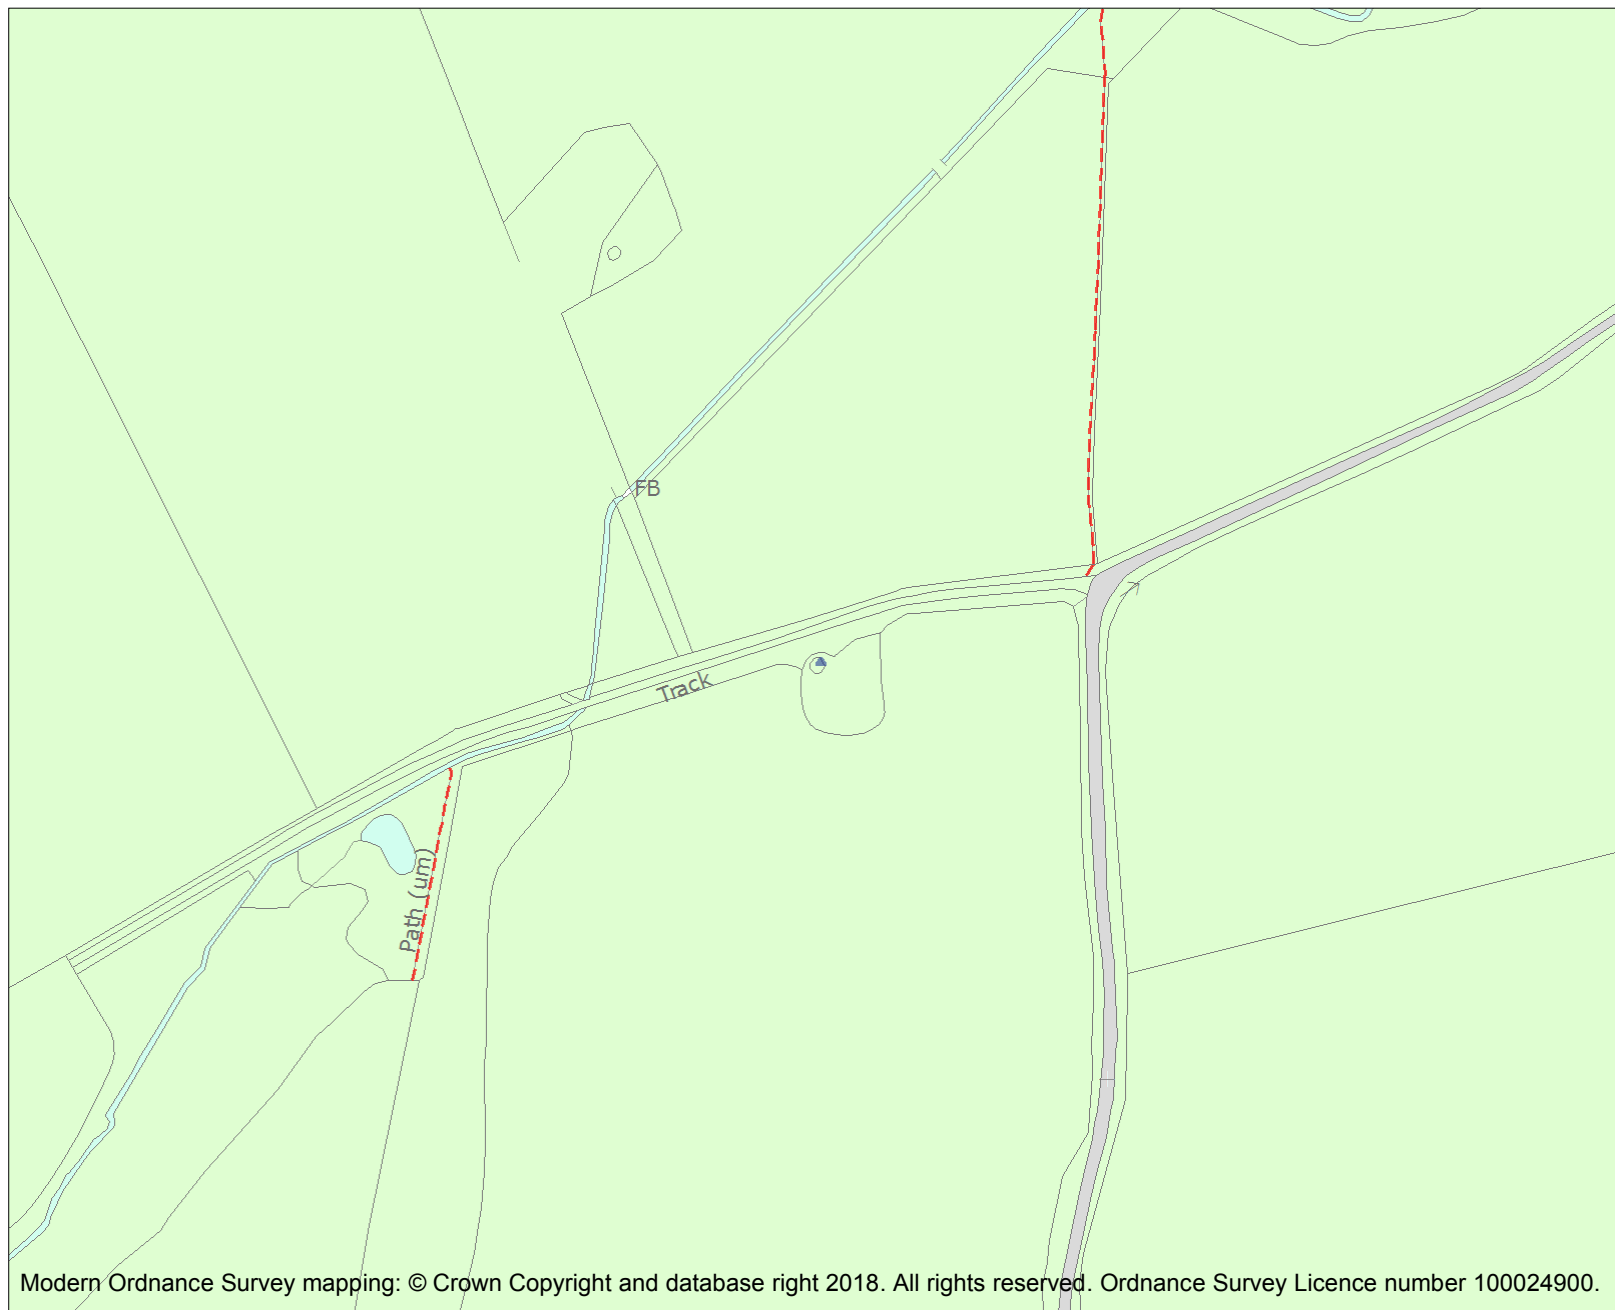 FB
Track
Path (um)
Modern Ordnance Survey mapping: © Crown Copyright and database right 2018. All rights reserved. Ordnance Survey Licence number 100024900.